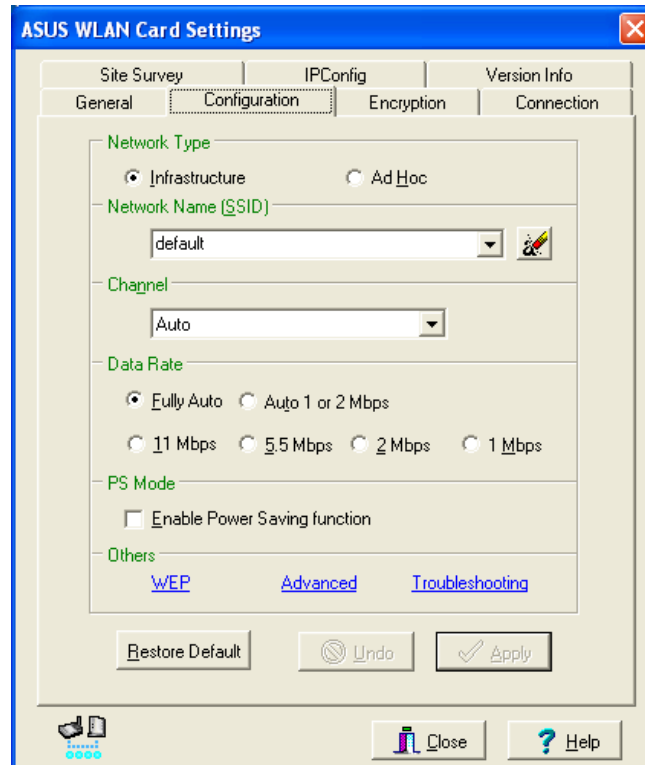 ASUS WLAN Card Settings
Site Survey IPConfig Version Info
General Configuration Encryption Connection
Network Type
Infrastructure Ad Hoc
Network Name (SSID)
default
Channel
Auto
Data Rate
Fully Auto Auto 1 or 2 Mbps
11 Mbps 5.5 Mbps 2 Mbps 1 Mbps
PS Mode
Enable Power Saving function
Others
WEP Advanced Troubleshooting
Restore Default Undo Apply
Close Help